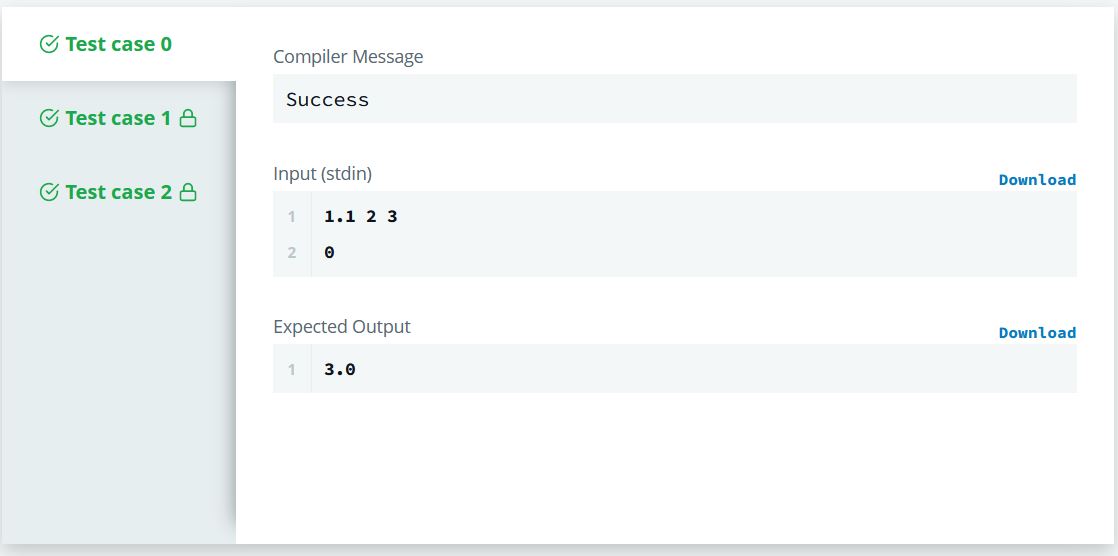 Test case 0
Test case 1
Test case 2
Compiler Message
Success
Input (stdin)
Download
1 1.1 2 3
2 0
Expected Output
Download
1 3.0